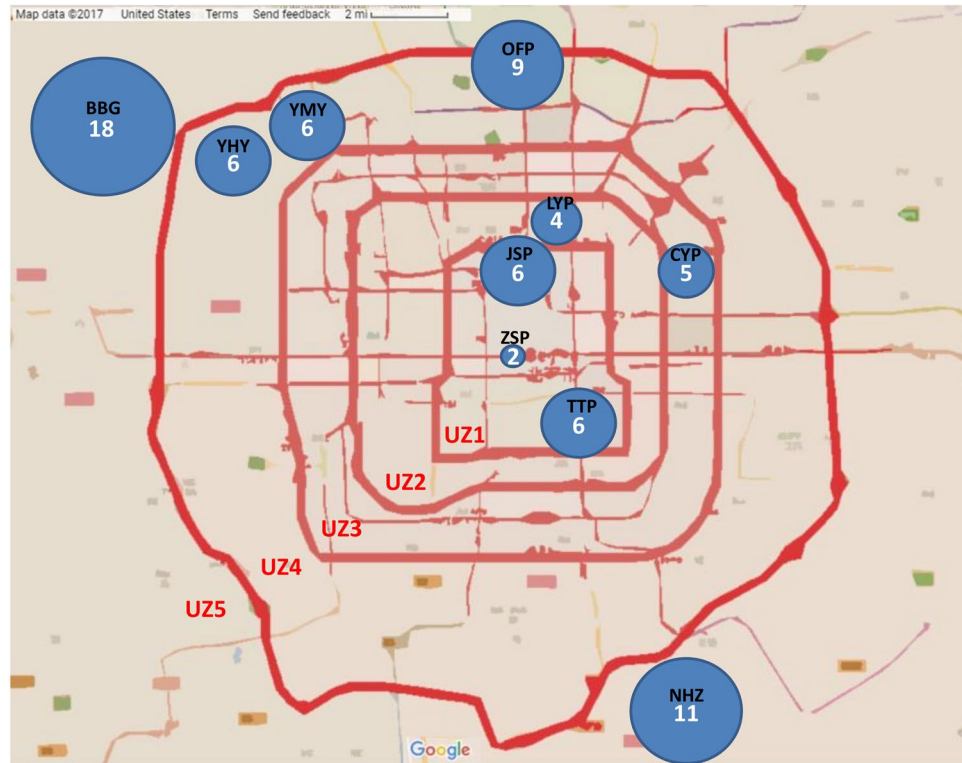 Map data ©2017 United States Terms Send feedback 2 mi
OFP
9
BBG
18
YMY
6
YHY
6
LYP
4
JSP
6
CYP
5
ZSP
2
TTP
6
UZ1
UZ2
UZ3
UZ4
UZ5
NHZ
11
Google